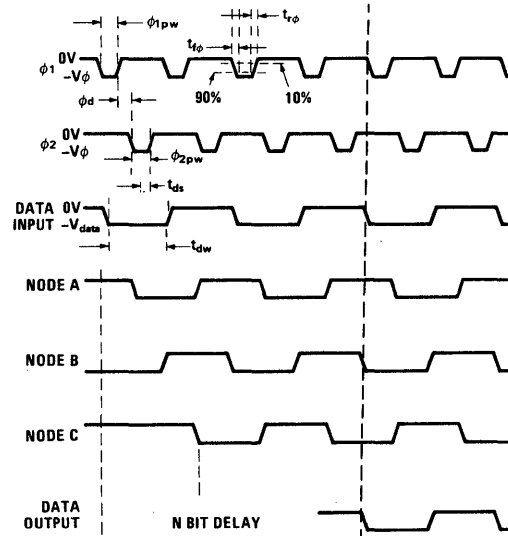 ϕ1pw
trϕ
tfϕ
ϕ1 0V
−Vϕ
90% 10%
ϕd
ϕ2 0V
−Vϕ
ϕ2pw
tds
DATA INPUT 0V
−Vdata
tdw
NODE A
NODE B
NODE C
DATA
OUTPUT
N BIT DELAY